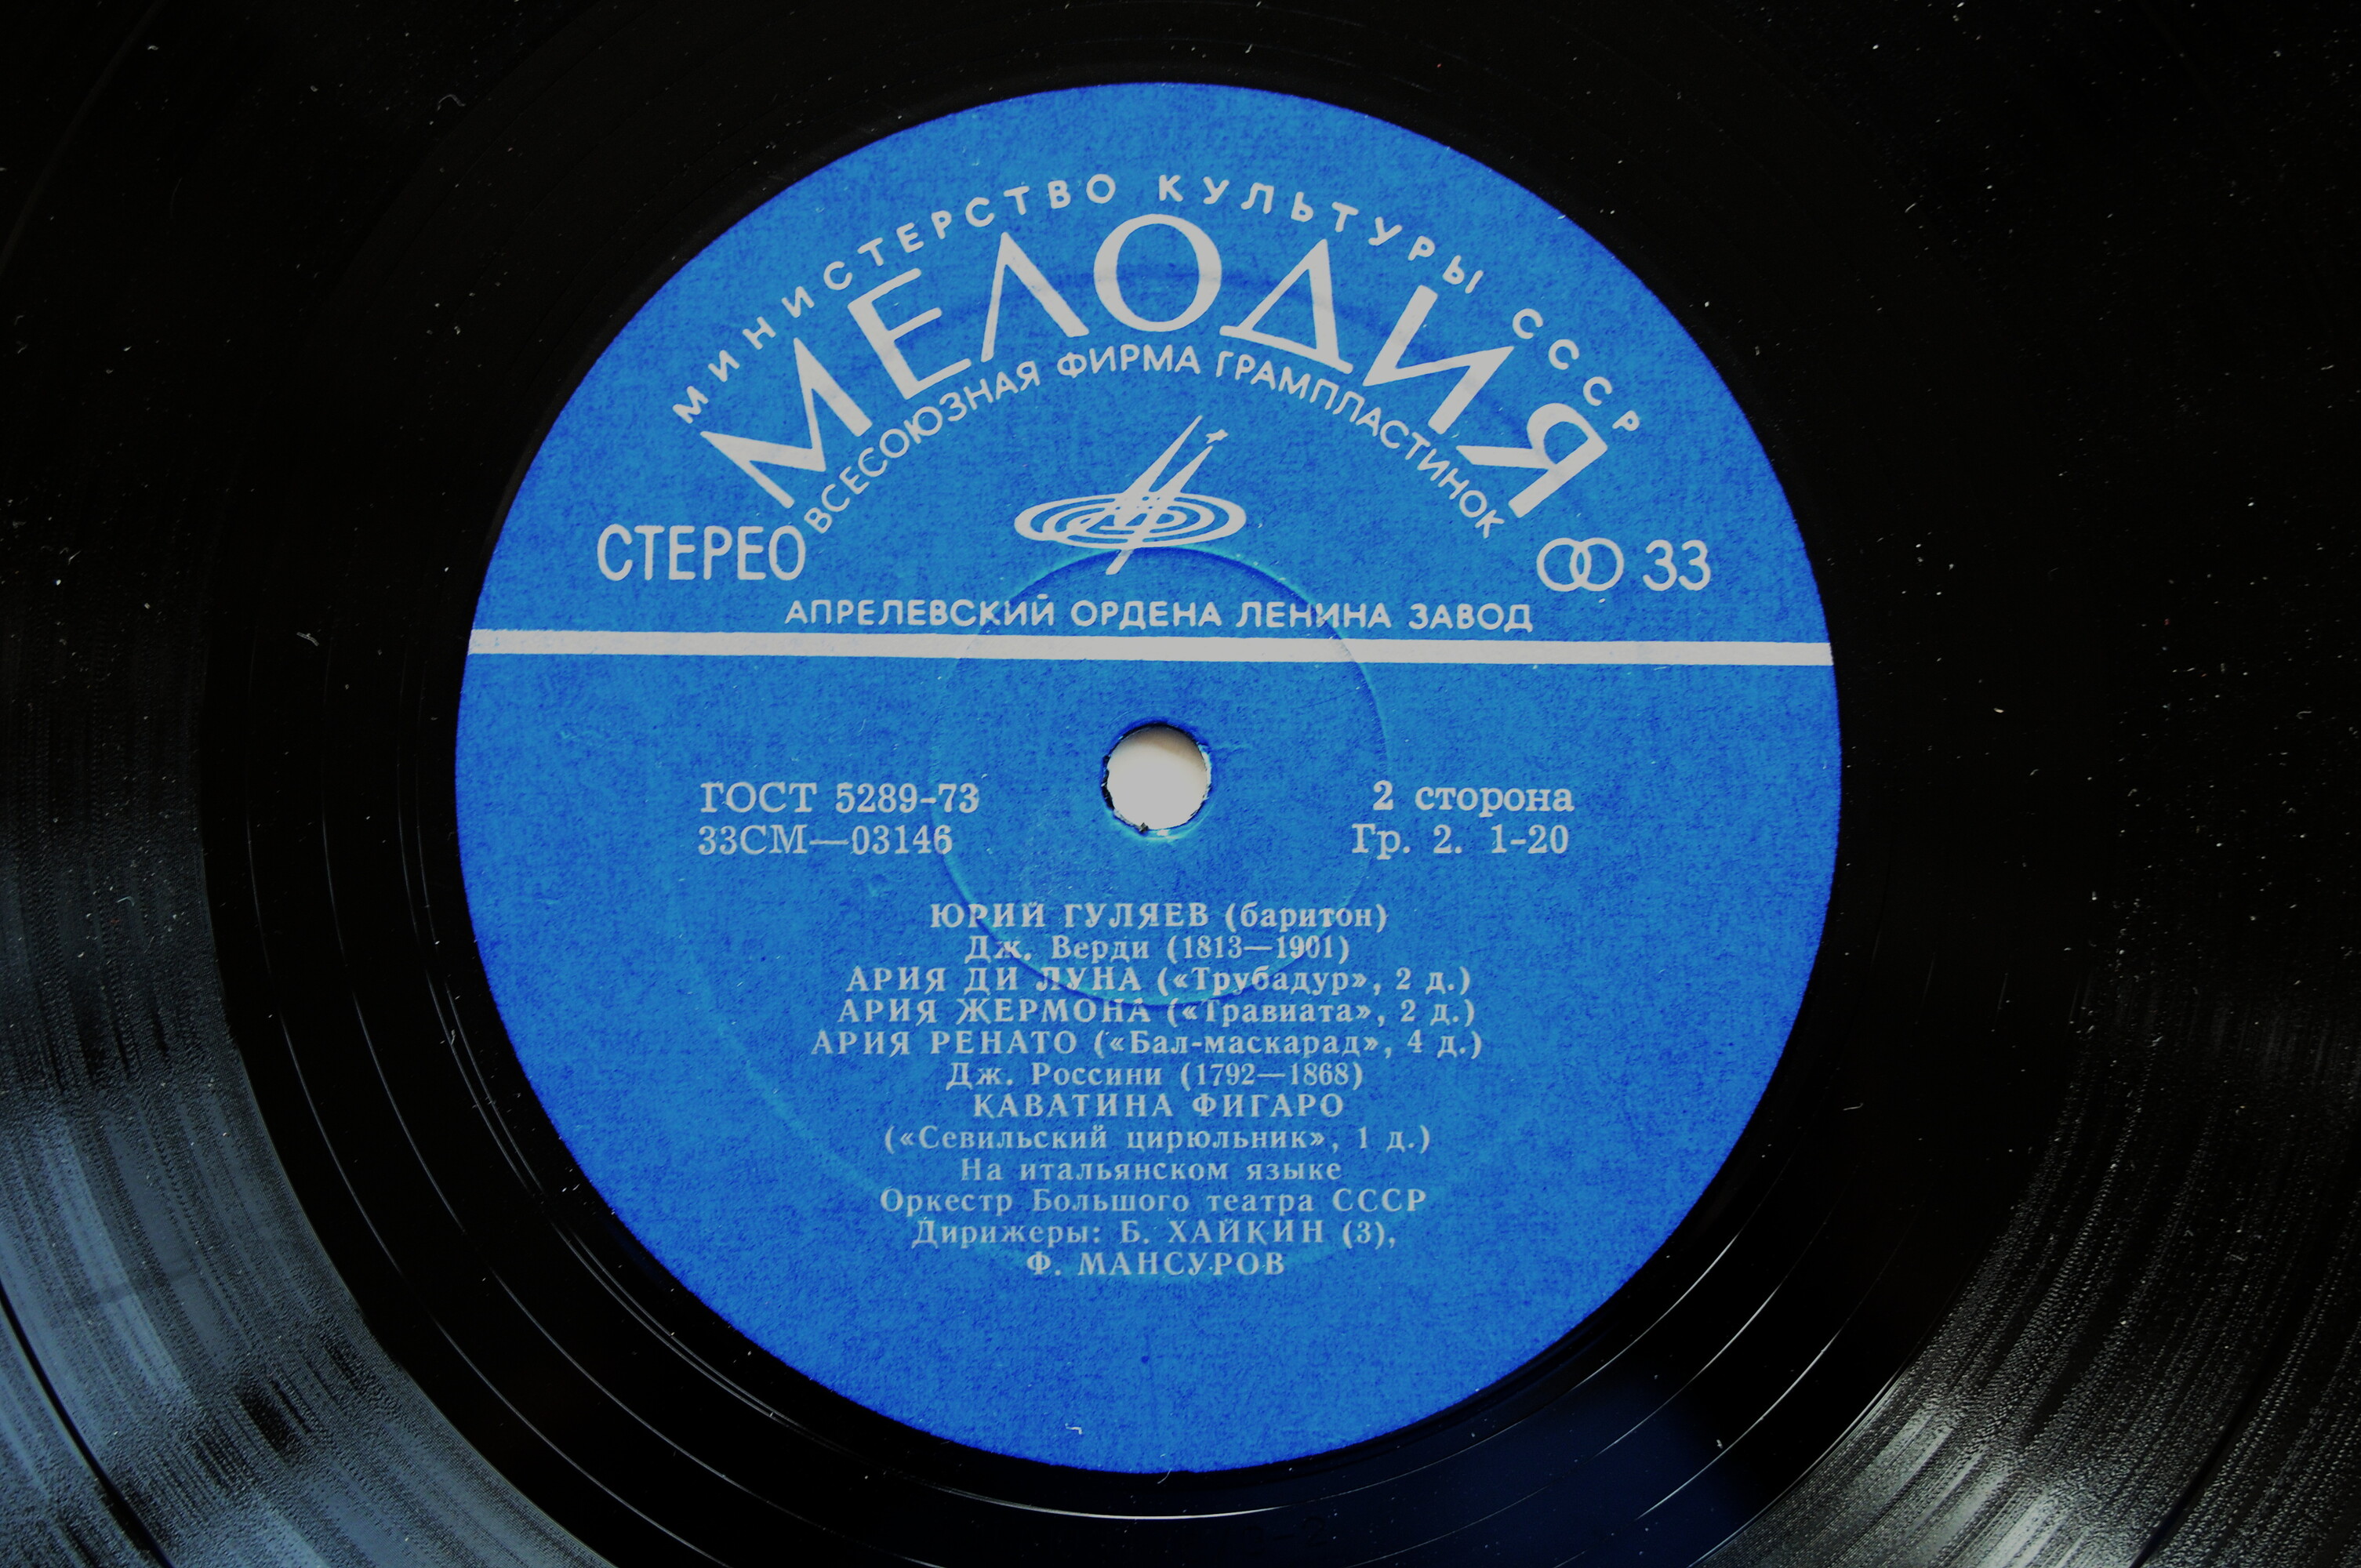 МИНИСТЕРСТВО КУЛЬТУРЫ СССР
МЕЛОДИЯ
ВСЕСОЮЗНАЯ ФИРМА ГРАМПЛАСТИНОК
СТЕРЕО
33
АПРЕЛЕВСКИЙ ОРДЕНА ЛЕНИНА ЗАВОД
ГОСТ 5289-73
33СМ—03146
2 сторона
Гр. 2. 1-20
ЮРИЙ ГУЛЯЕВ (баритон)
Дж. Верди (1813—1901)
АРИЯ ДИ ЛУНА («Трубадур», 2 д.)
АРИЯ ЖЕРМОНА («Травиата», 2 д.)
АРИЯ РЕНАТО («Бал-маскарад», 4 д.)
Дж. Россини (1792—1868)
КАВАТИНА ФИГАРО
(«Севильский цирюльник», 1 д.)
На итальянском языке
Оркестр Большого театра СССР
Дирижеры: Б. ХАЙКИН (3),
Ф. МАНСУРОВ